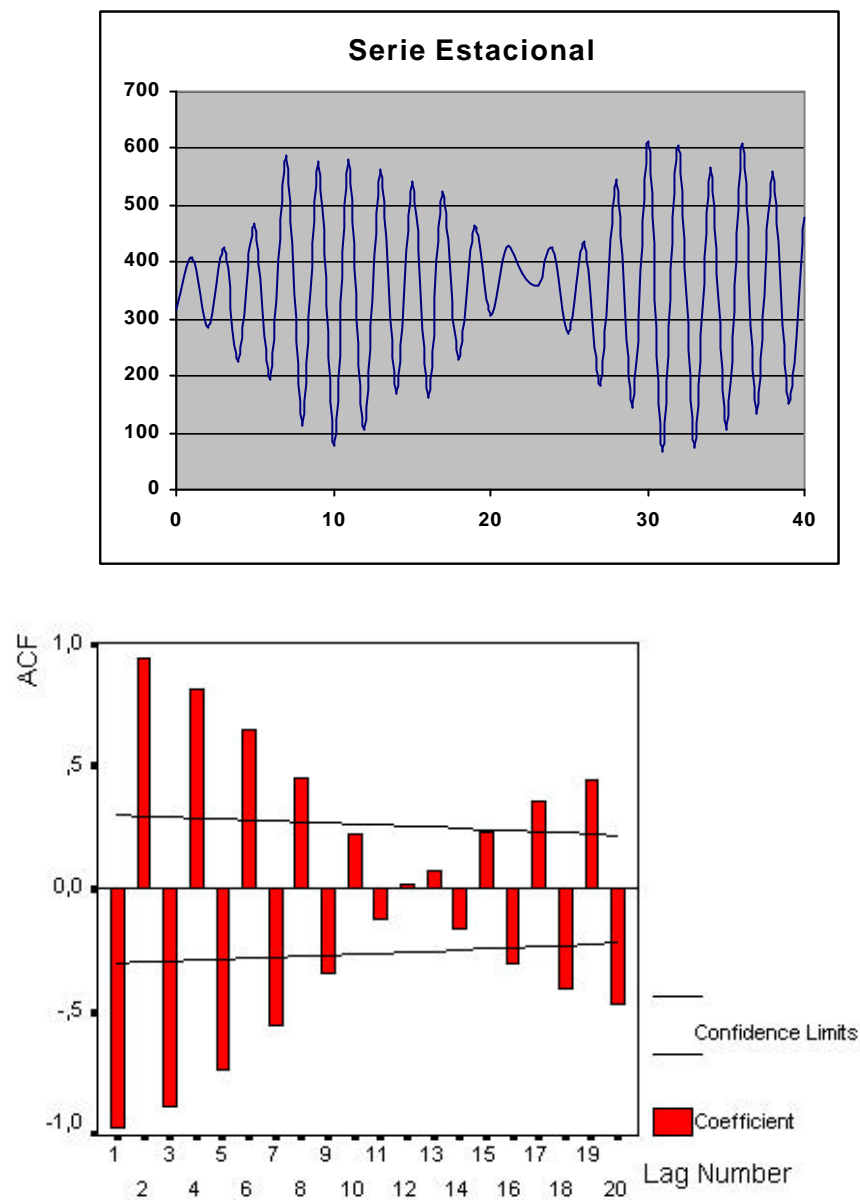 Serie Estacional
700
600
500
400
300
200
100
0
0 10 20 30 40
ACF
1,0
,5
0,0
-,5
-1,0
Confidence Limits
Coefficient
1 3 5 7 9 11 13 15 17 19
2 4 6 8 10 12 14 16 18 20
Lag Number